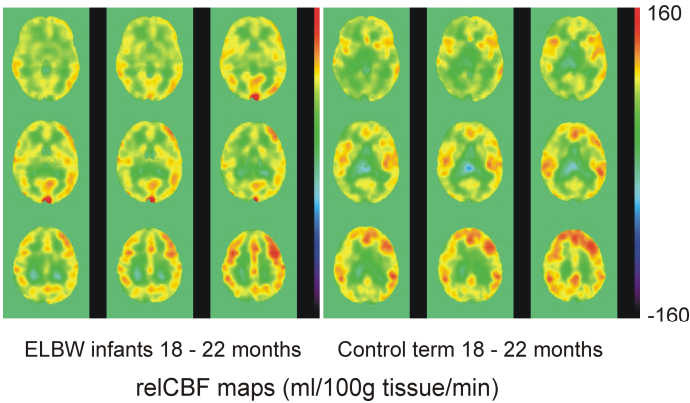 160
-160
ELBW infants 18 - 22 months
Control term 18 - 22 months
relCBF maps (ml/100g tissue/min)